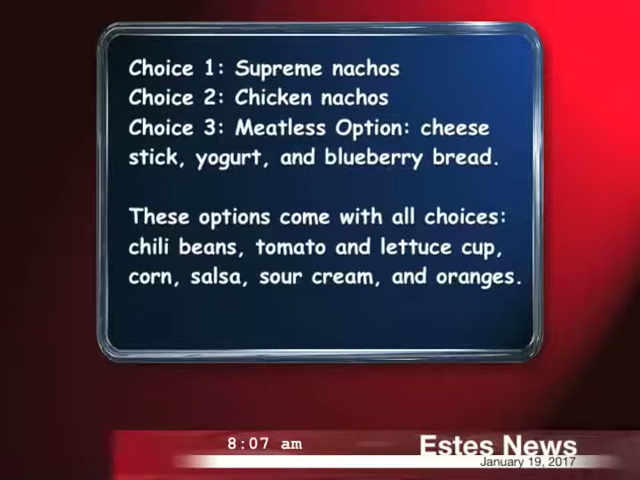 Choice 1: Supreme nachos
Choice 2: Chicken nachos
Choice 3: Meatless Option: cheese
stick, yogurt, and blueberry bread.
These options come with all choices:
chili beans, tomato and lettuce cup,
corn, salsa, sour cream, and oranges.
8:07 am
Estes News
January 19, 2017